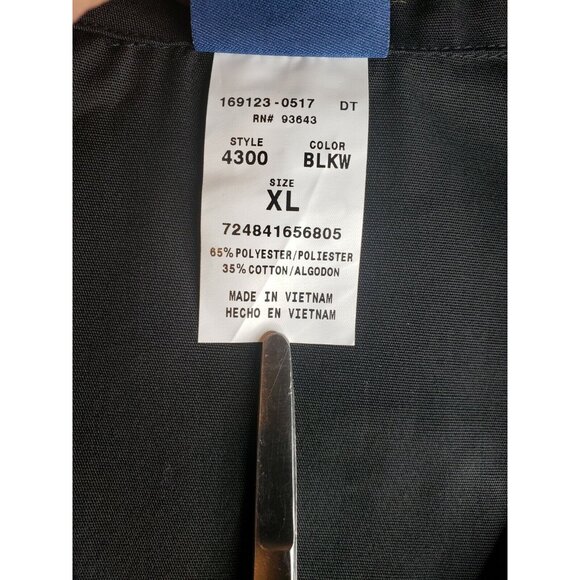 169123-0517 DT
RN# 93643
STYLE COLOR
4300 BLKW
SIZE
XL
724841656805
65% POLYESTER/POLIESTER
35% COTTON/ALGODON
MADE IN VIETNAM
HECHO EN VIETNAM